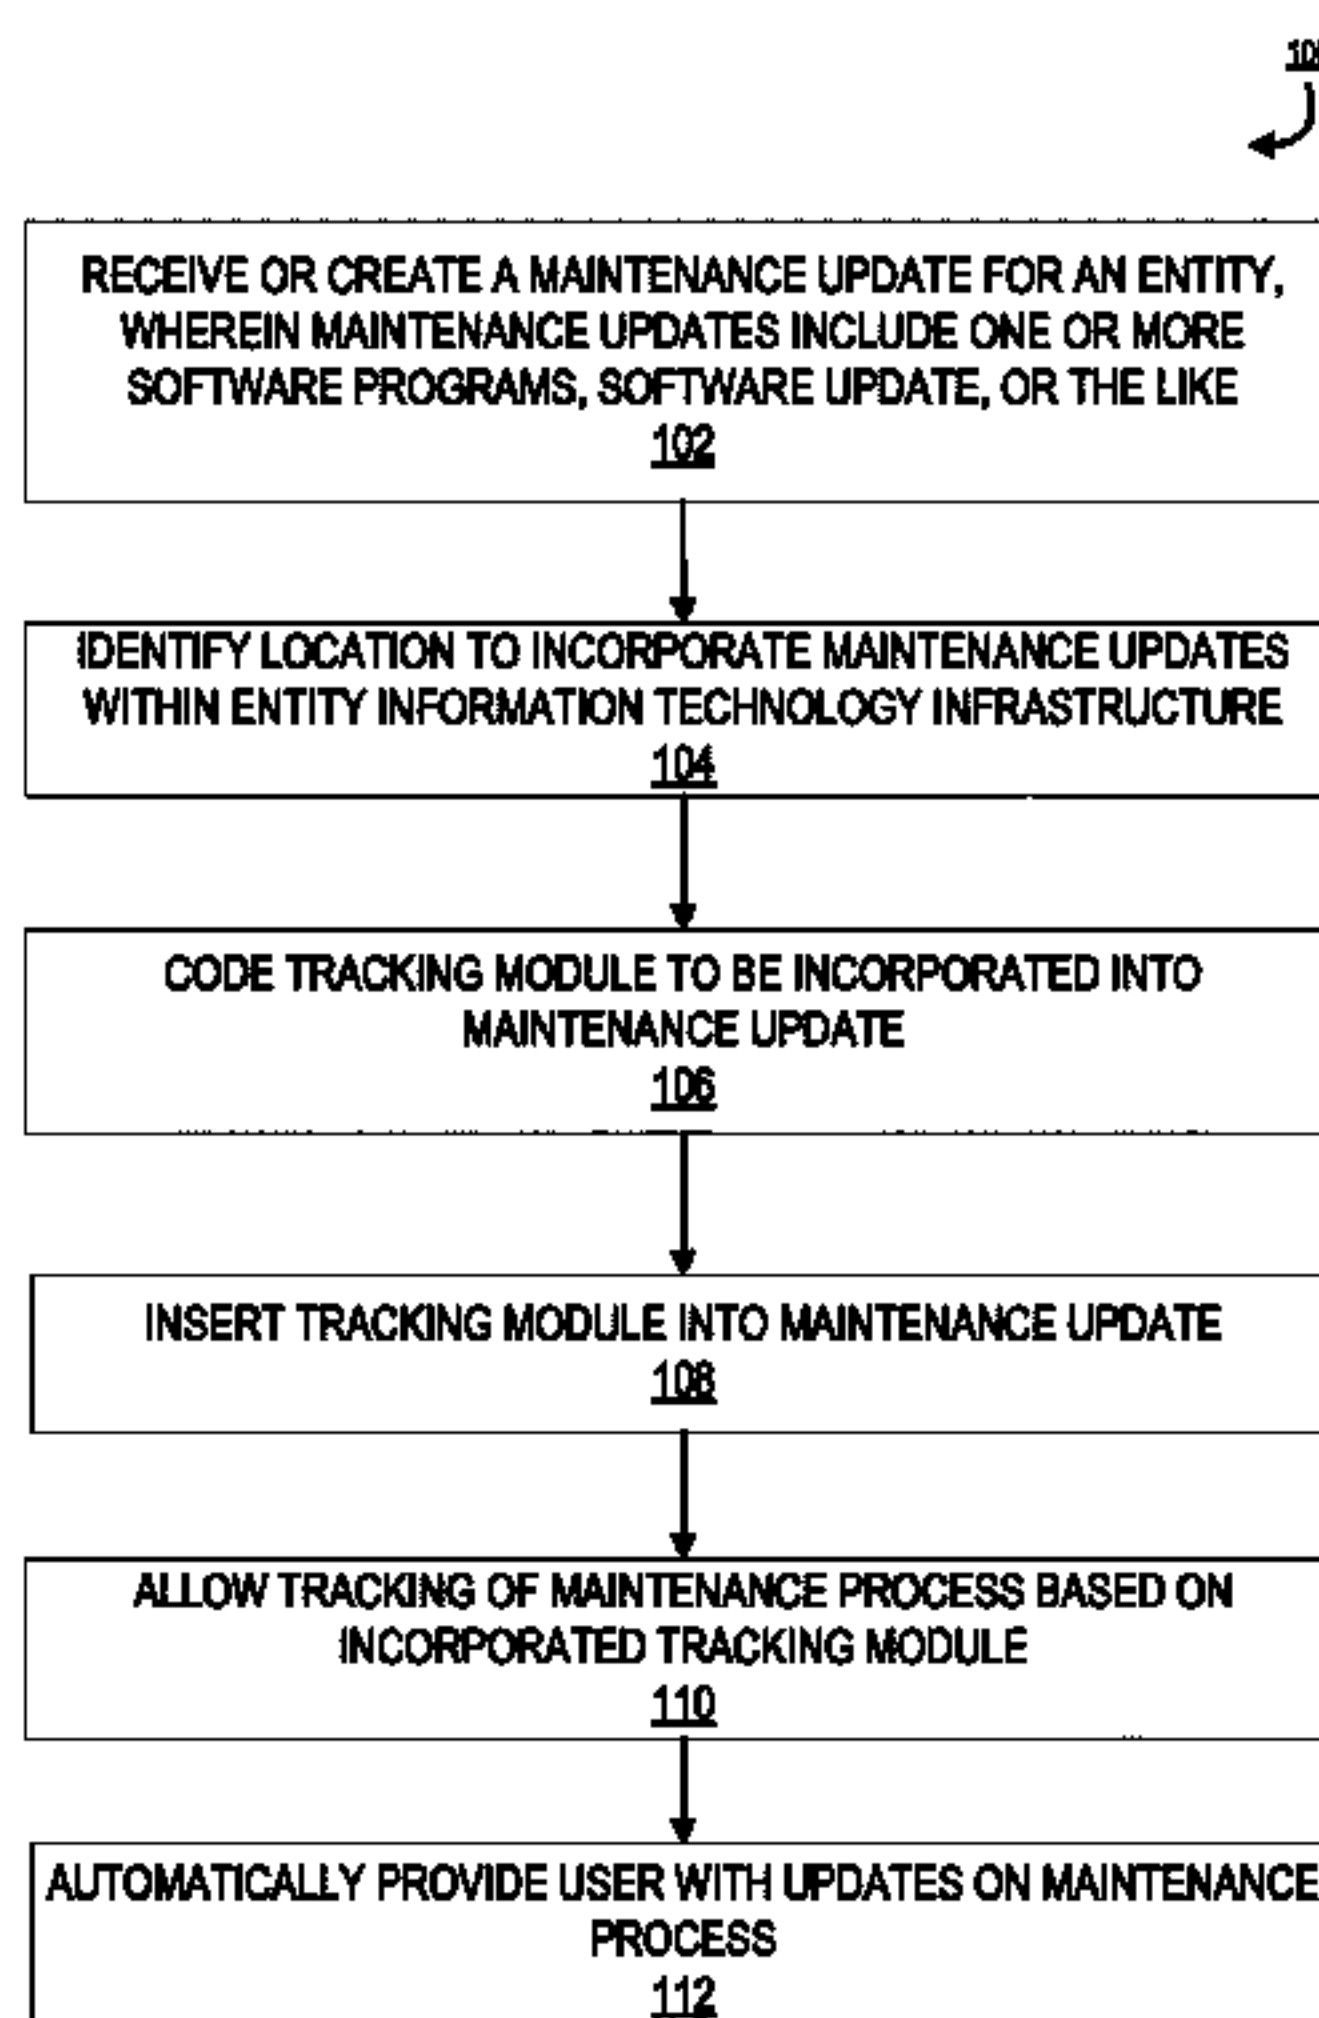 RECEIVE OR CREATE A MAINTENANCE UPDATE FOR AN ENTITY,
WHEREIN MAINTENANCE UPDATES INCLUDE ONE OR MORE
SOFTWARE PROGRAMS, SOFTWARE UPDATE, OR THE LIKE
102
IDENTIFY LOCATION TO INCORPORATE MAINTENANCE UPDATES
WITHIN ENTITY INFORMATION TECHNOLOGY INFRASTRUCTURE
104
CODE TRACKING MODULE TO BE INCORPORATED INTO
MAINTENANCE UPDATE
106
INSERT TRACKING MODULE INTO MAINTENANCE UPDATE
108
ALLOW TRACKING OF MAINTENANCE PROCESS BASED ON
INCORPORATED TRACKING MODULE
110
AUTOMATICALLY PROVIDE USER WITH UPDATES ON MAINTENANCE
PROCESS
112